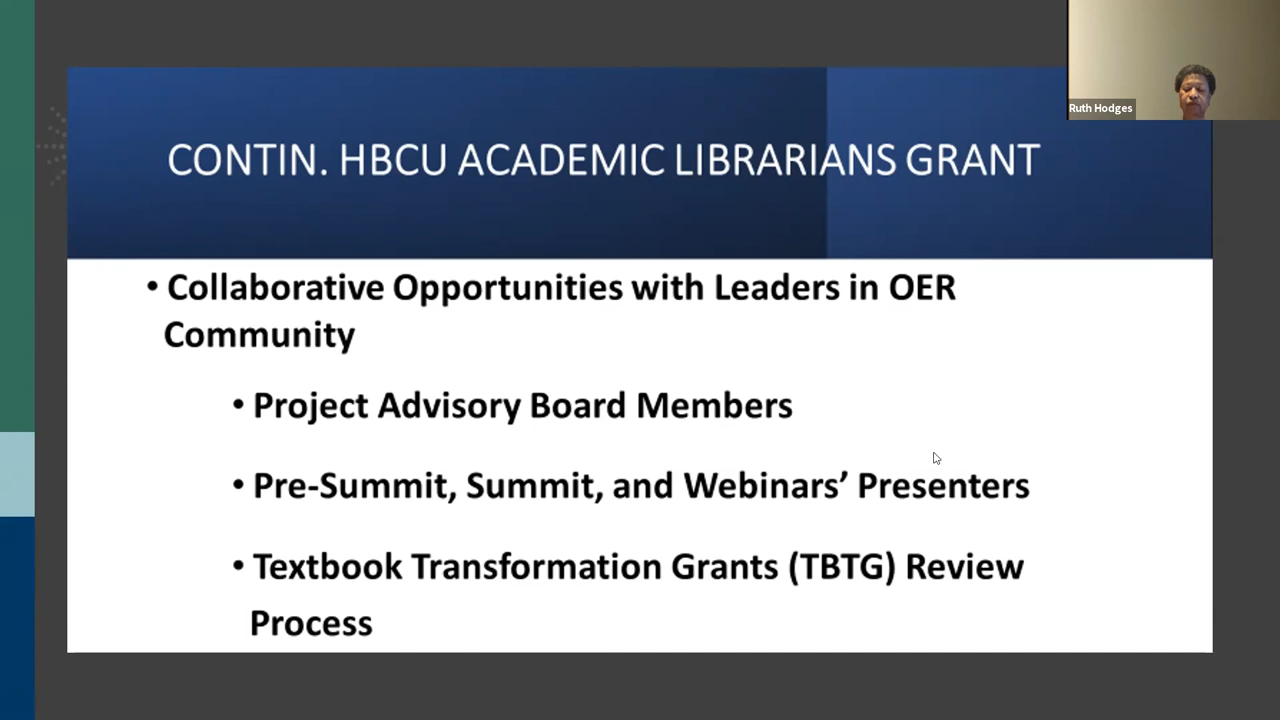 Ruth Hodges
CONTIN. HBCU ACADEMIC LIBRARIANS GRANT
• Collaborative Opportunities with Leaders in OER
Community
• Project Advisory Board Members
• Pre-Summit, Summit, and Webinars’ Presenters
• Textbook Transformation Grants (TBTG) Review
Process